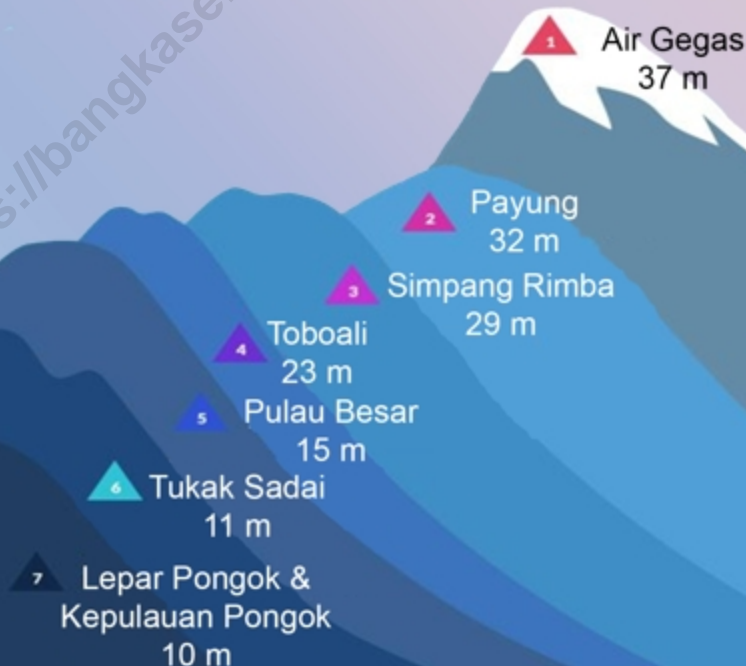 s://bangkase
1
Air Gegas
37 m
2
Payung
32 m
3
Simpang Rimba
29 m
4
Toboali
23 m
5
Pulau Besar
15 m
6
Tukak Sadai
11 m
7
Lepar Pongok &
Kepulauan Pongok
10 m